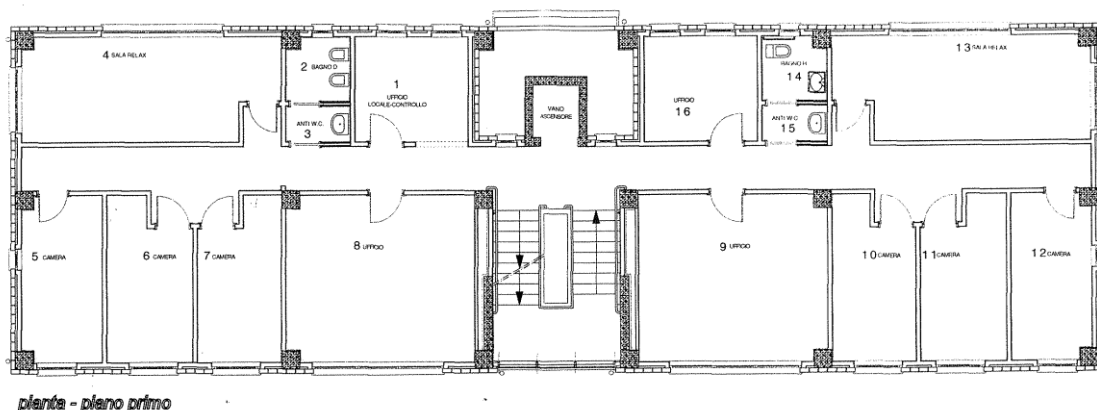 4 SALA RELAX
2 BAGNO D
1
UFFICIO
LOCALE-CONTROLLO
ANTI W.C.
3
VANO
ASCENSORE
UFFICIO
16
BAGNO H
14
ANTI W.C
15
13 SALA RELAX
5 CAMERA
6 CAMERA
7 CAMERA
8 UFFICIO
9 UFFICIO
10 CAMERA
11 CAMERA
12 CAMERA
pianta - piano primo